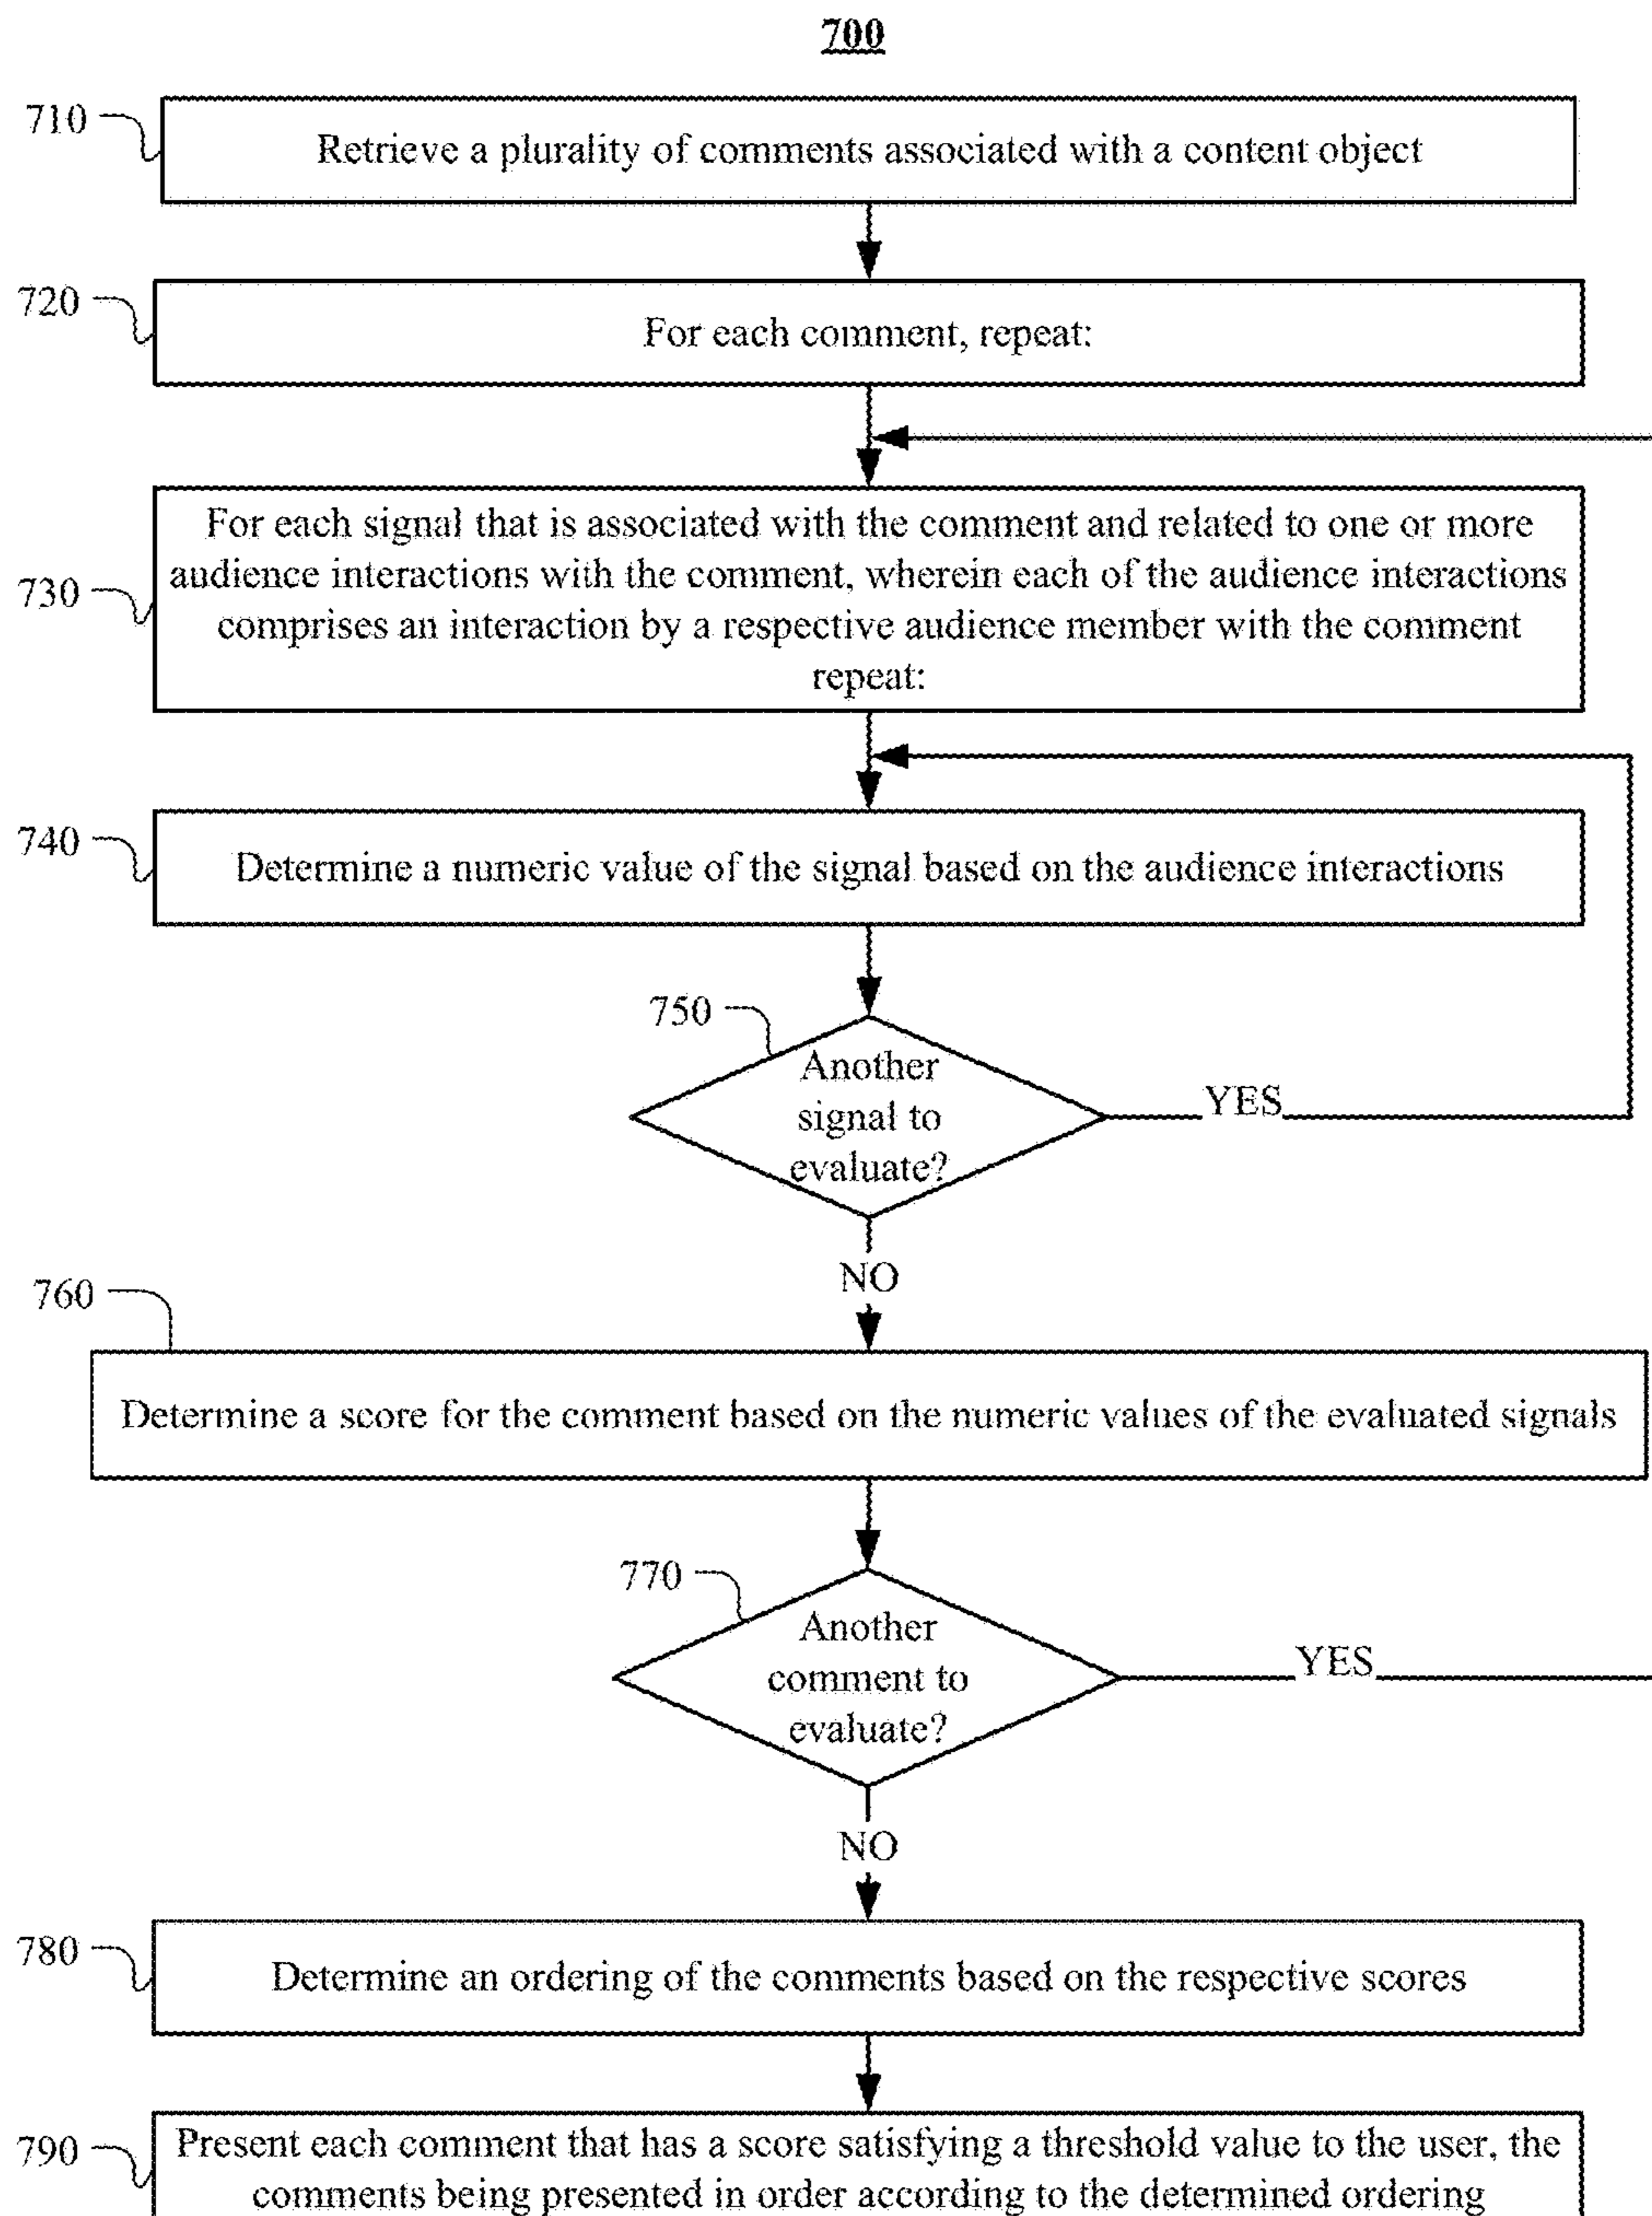 700
710
Retrieve a plurality of comments associated with a content object
720
For each comment, repeat:
730
For each signal that is associated with the comment and related to one or more
audience interactions with the comment, wherein each of the audience interactions
comprises an interaction by a respective audience member with the comment
repeat:
740
Determine a numeric value of the signal based on the audience interactions
750
Another
signal to
evaluate?
YES
NO
760
Determine a score for the comment based on the numeric values of the evaluated signals
770
Another
comment to
evaluate?
YES
NO
780
Determine an ordering of the comments based on the respective scores
790
Present each comment that has a score satisfying a threshold value to the user, the
comments being presented in order according to the determined ordering